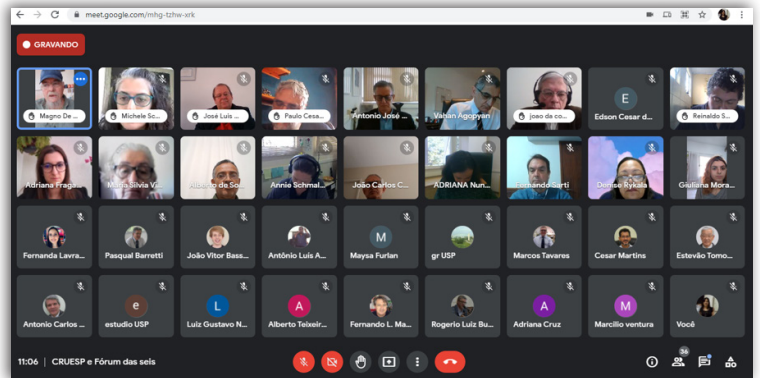 meet.google.com/mhg-tzhw-xrk
GRAVANDO
Magno De ...
Michele Sc...
José Luis ...
Paulo Cesa...
Antonio José ...
Vahan Agopyan
joao da co...
E
Edson Cesar d...
Reinaldo S...
Adriana Fraga...
Maria Silvia Vi...
Alberto de So...
Annie Schmal...
João Carlos C...
ADRIANA Nun...
Fernando Sarti
Denise Rykala
Giuliana Mora...
Fernanda Lavra...
Pasqual Barretti
João Vitor Bass...
Antônio Luis A...
M
Maysa Furlan
gr USP
Marcos Tavares
Cesar Martins
Estevão Tomo...
Antonio Carlos ...
e
estudio USP
L
Luiz Gustavo N...
A
Alberto Teixeir...
Fernando L. Ma...
Rogerio Luiz Bu...
A
Adriana Cruz
M
Marcilio ventura
Você
11:06 | CRUESP e Fórum das seis
36